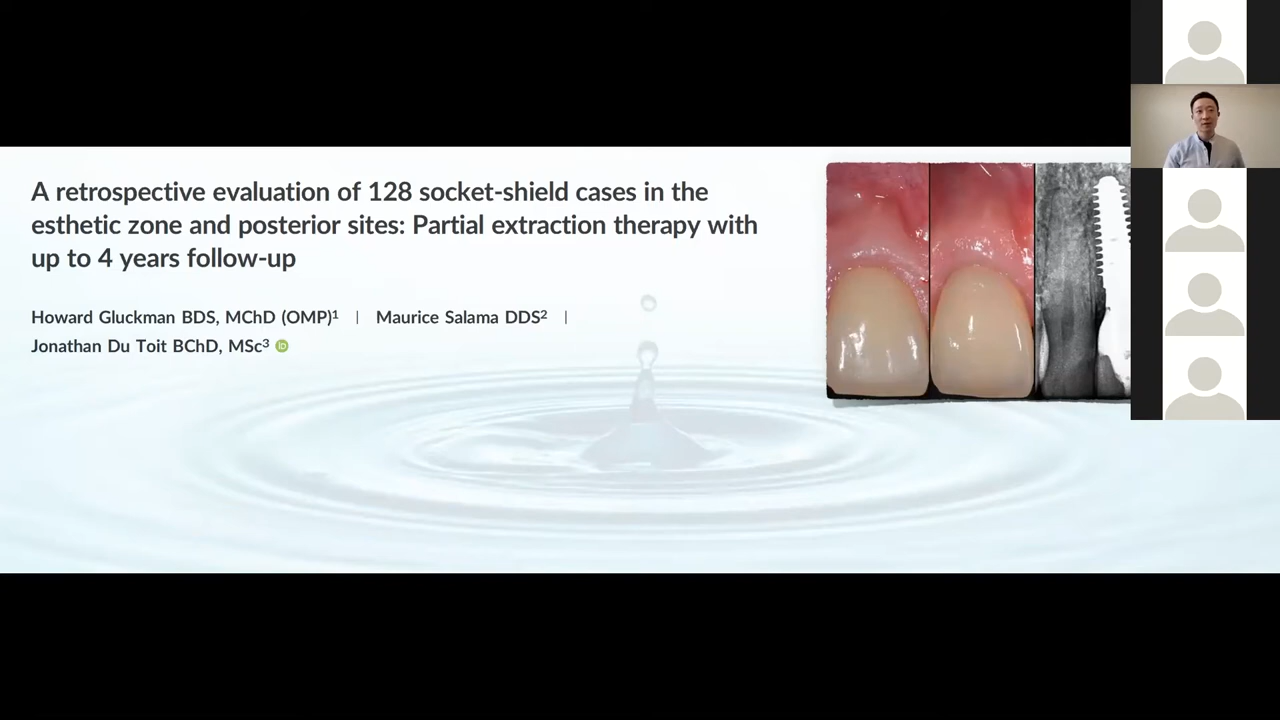 A retrospective evaluation of 128 socket-shield cases in the
esthetic zone and posterior sites: Partial extraction therapy with
up to 4 years follow-up
Howard Gluckman BDS, MChD (OMP)¹ | Maurice Salama DDS² |
Jonathan Du Toit BChD, MSc³ iD